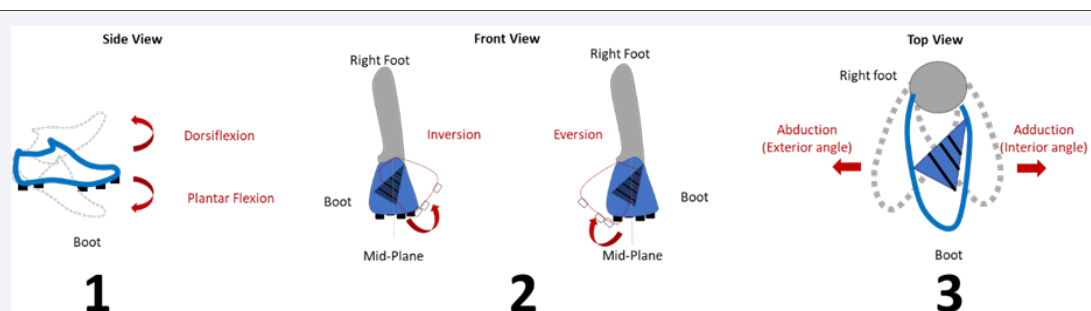 Side View
Dorsiflexion
Plantar Flexion
Boot
1
Front View
Right Foot
Right Foot
Inversion
Eversion
Boot
Boot
Mid-Plane
Mid-Plane
2
Top View
Right foot
Abduction
(Exterior angle)
Adduction
(Interior angle)
Boot
3